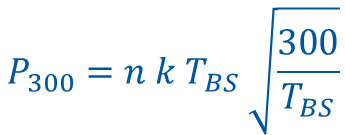 P₃₀₀ = n k T_BS √(300/T_BS)